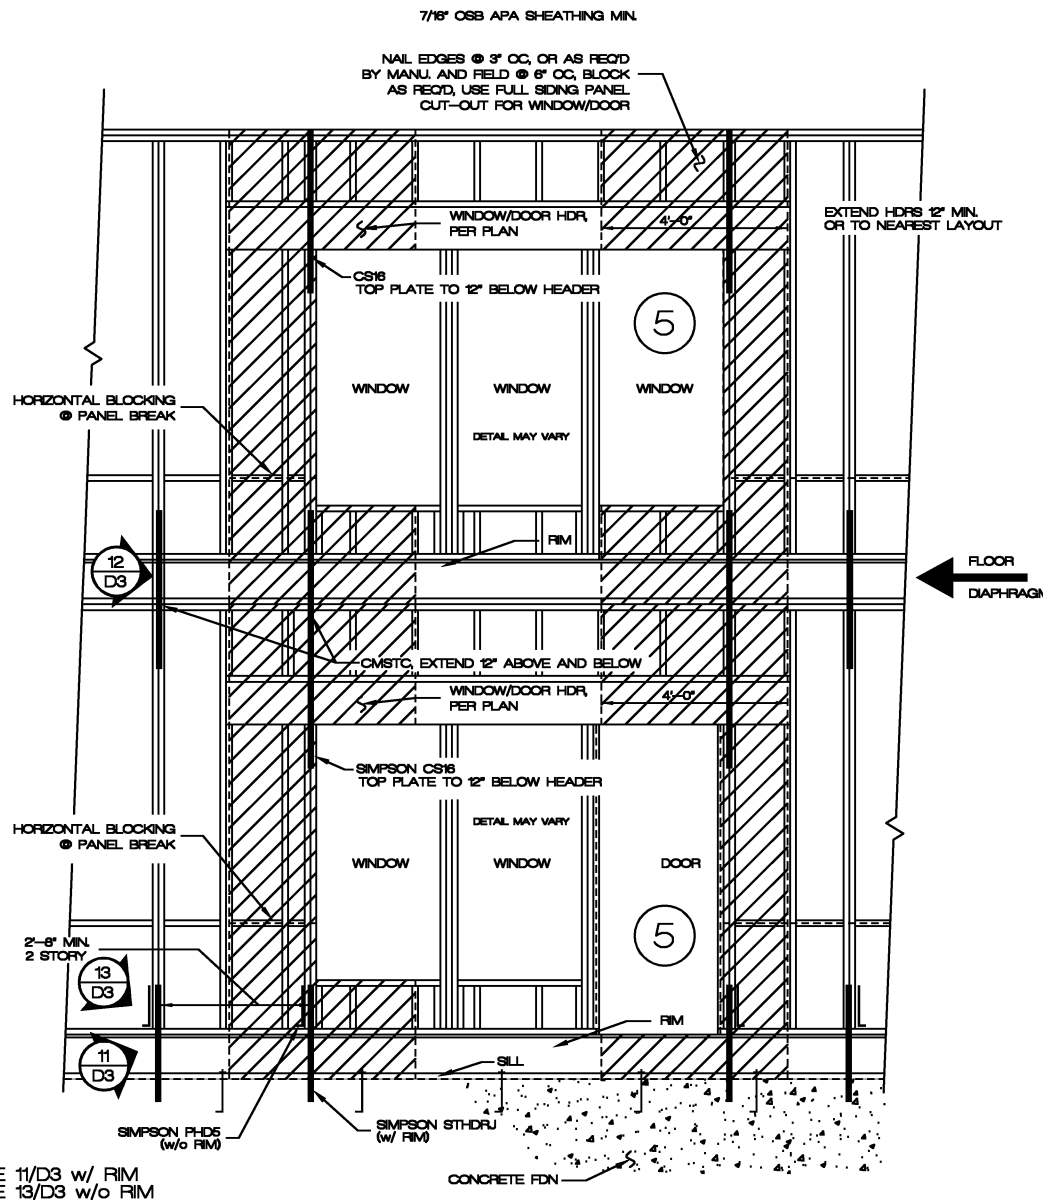 7/16" OSB APA SHEATHING MIN.
NAIL EDGES @ 3" OC, OR AS REQ'D
BY MANU. AND FIELD @ 6" OC, BLOCK
AS REQ'D, USE FULL SIDING PANEL
CUT-OUT FOR WINDOW/DOOR
WINDOW/DOOR HDR,
PER PLAN
4'-0"
EXTEND HDRS 12" MIN.
OR TO NEAREST LAYOUT
CS16
TOP PLATE TO 12" BELOW HEADER
5
WINDOW
WINDOW
WINDOW
HORIZONTAL BLOCKING
@ PANEL BREAK
DETAIL MAY VARY
RIM
12
D3
FLOOR
DIAPHRAGM
CMSTC, EXTEND 12" ABOVE AND BELOW
WINDOW/DOOR HDR,
PER PLAN
4'-0"
SIMPSON CS16
TOP PLATE TO 12" BELOW HEADER
DETAIL MAY VARY
HORIZONTAL BLOCKING
@ PANEL BREAK
WINDOW
WINDOW
DOOR
5
2'-8" MIN.
2 STORY
13
D3
RIM
11
D3
SILL
SIMPSON PHD5
(w/o RIM)
SIMPSON STHDRJ
(w/ RIM)
CONCRETE FDN
E 11/D3 w/ RIM
E 13/D3 w/o RIM